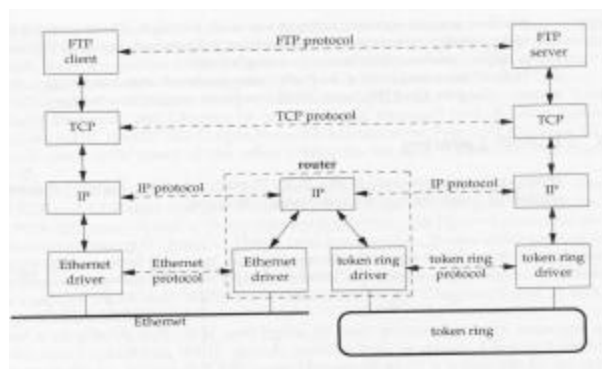 FTP
client
FTP protocol
FTP
server
TCP
TCP protocol
TCP
router
IP
IP protocol
IP
IP protocol
IP
Ethernet
driver
Ethernet
protocol
Ethernet
driver
token ring
driver
token ring
protocol
token ring
driver
Ethernet
token ring